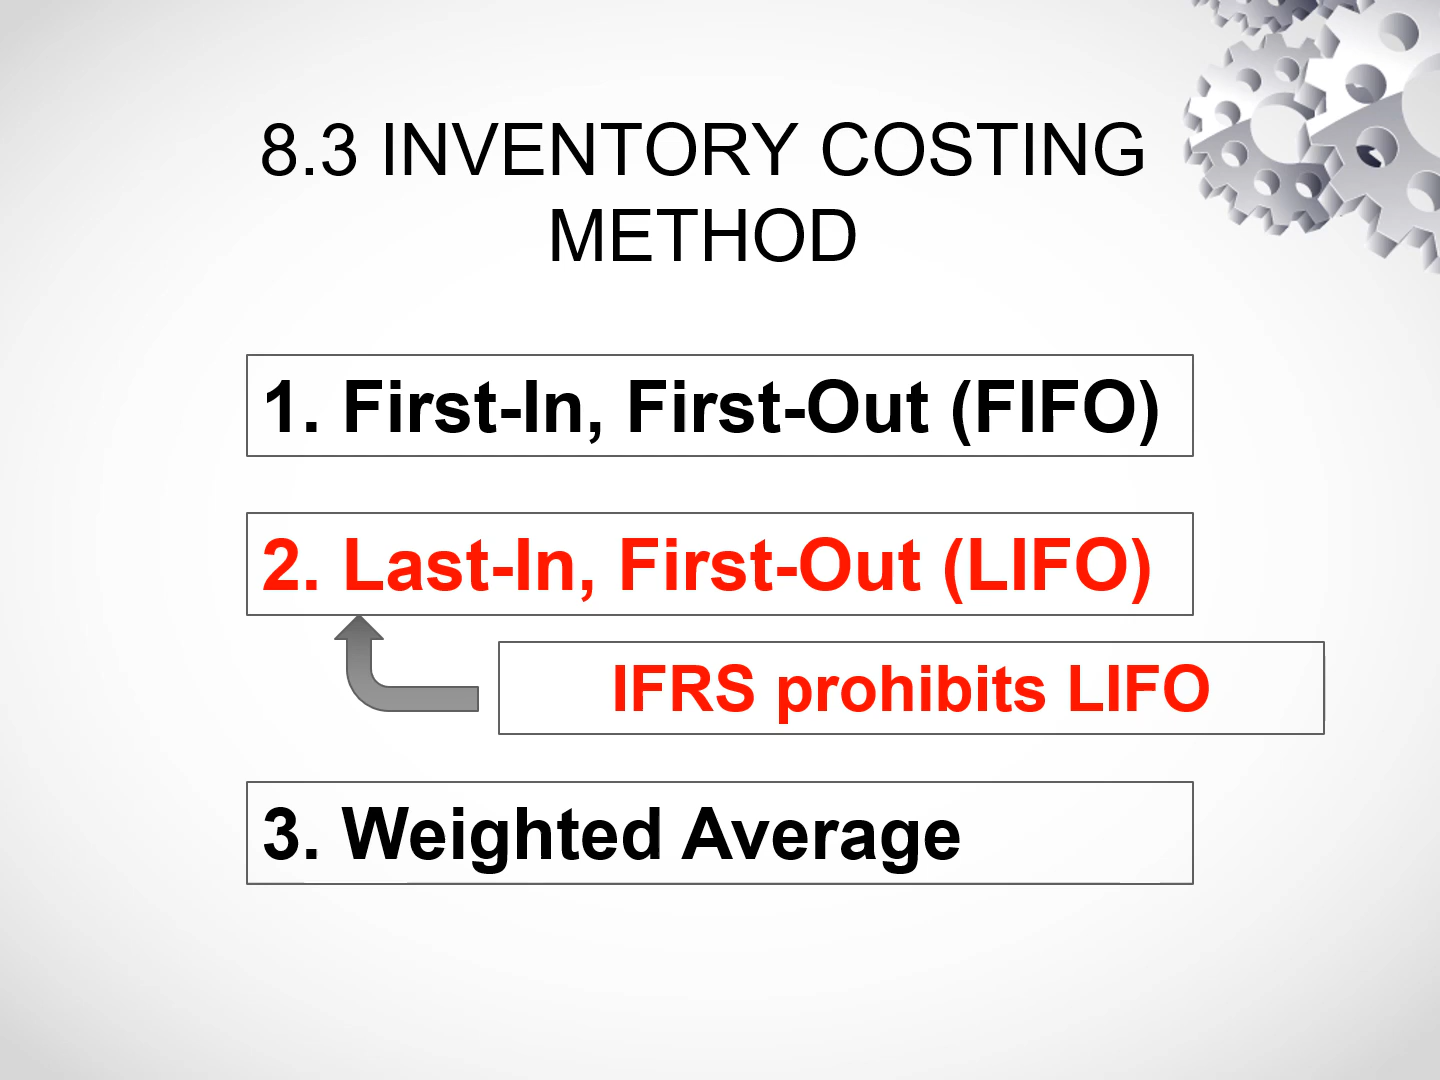 8.3 INVENTORY COSTING
METHOD
1. First-In, First-Out (FIFO)
2. Last-In, First-Out (LIFO)
IFRS prohibits LIFO
3. Weighted Average